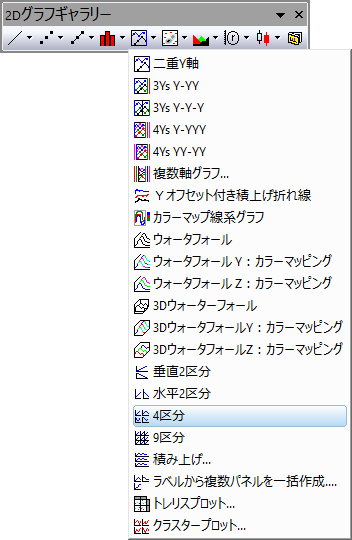 2Dグラフギャラリー
二重Y軸
3Ys Y-YY
3Ys Y-Y-Y
4Ys Y-YYY
4Ys YY-YY
複数軸グラフ...
Yオフセット付き積上げ折れ線
カラーマップ線系グラフ
ウォータフォール
ウォータフォールY：カラーマッピング
ウォータフォールZ：カラーマッピング
3Dウォーターフォール
3DウォータフォールY：カラーマッピング
3DウォータフォールZ：カラーマッピング
垂直2区分
水平2区分
4区分
9区分
積み上げ...
ラベルから複数パネルを一括作成....
トレリスプロット...
クラスタープロット...